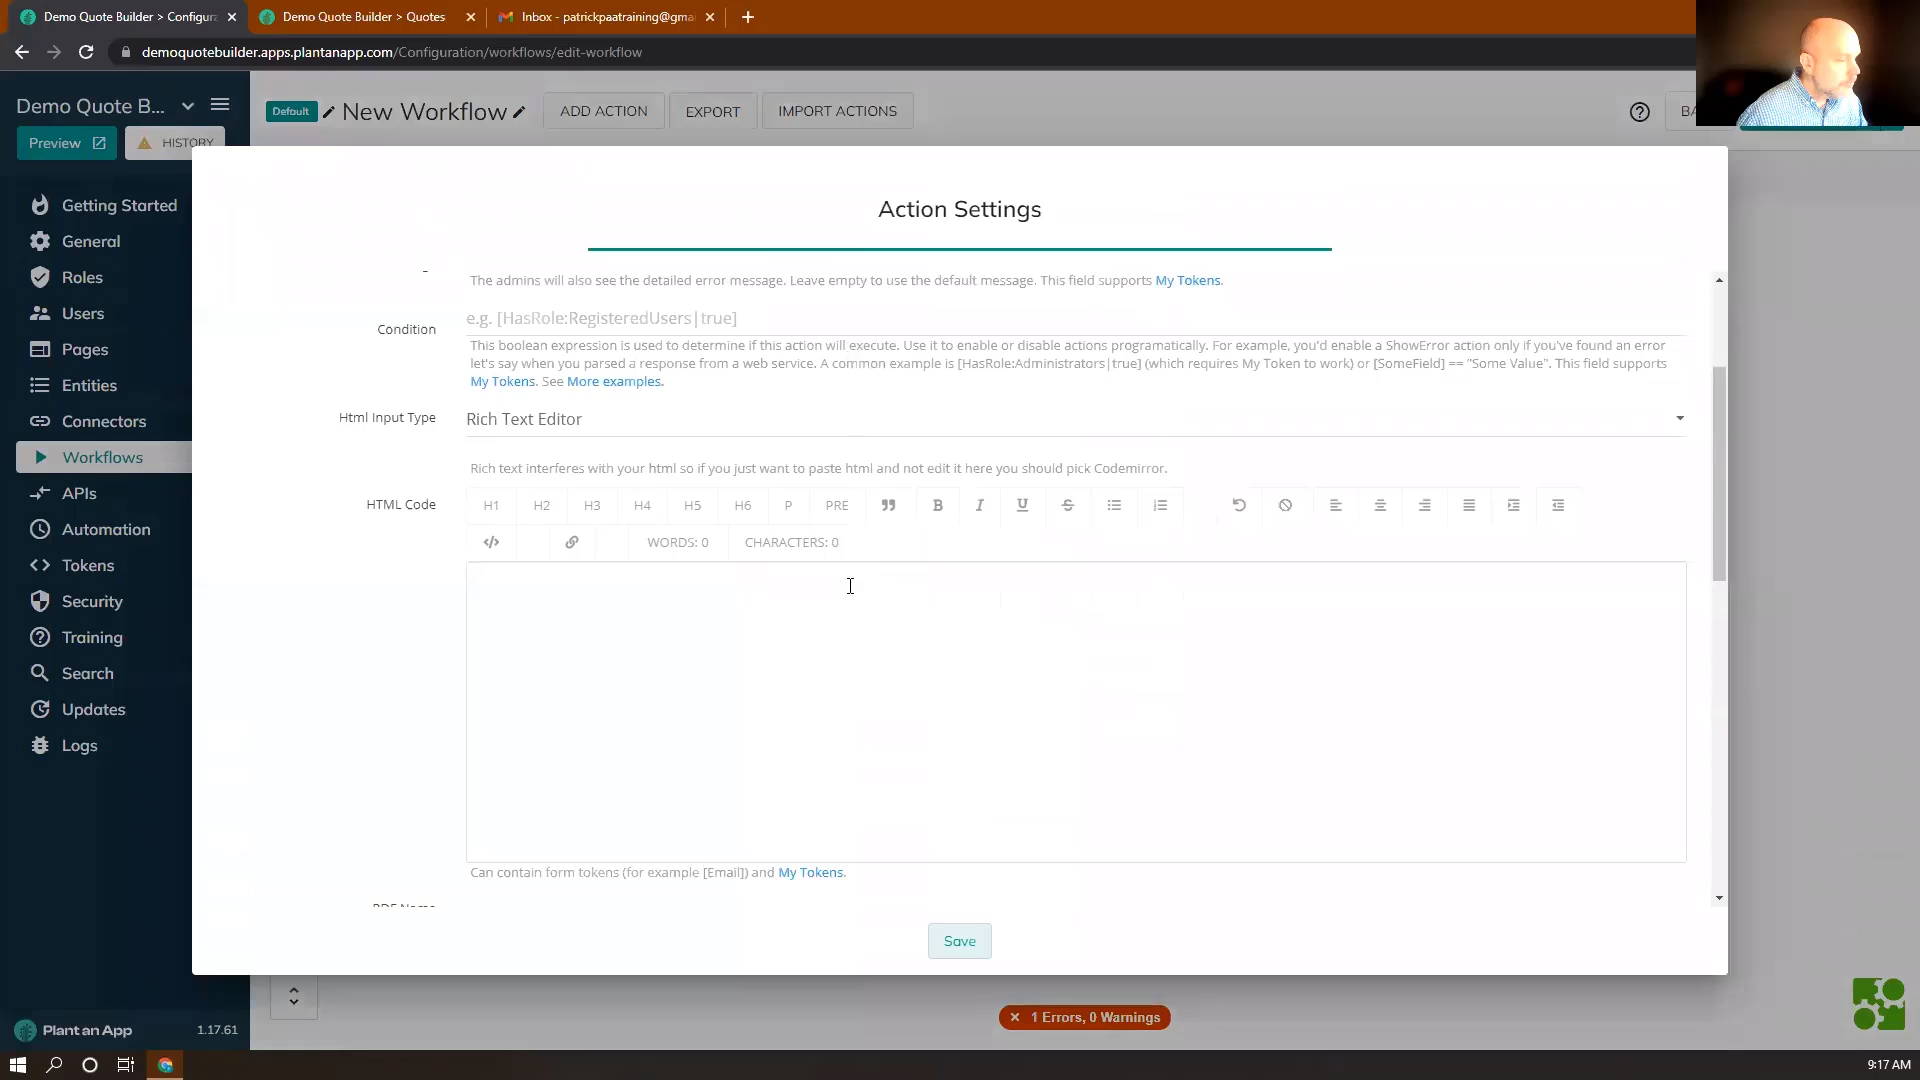 Demo Quote Builder > Configura
Demo Quote Builder > Quotes
Inbox - patrickpaatraining@gma
demoquotebuilder.apps.plantanapp.com/Configuration/workflows/edit-workflow
Demo Quote B...
Preview
HISTORY
Default
New Workflow
ADD ACTION
EXPORT
IMPORT ACTIONS
BA
Getting Started
General
Roles
Users
Pages
Entities
Connectors
Workflows
APIs
Automation
Tokens
Security
Training
Search
Updates
Logs
Plant an App
1.17.61
Action Settings
The admins will also see the detailed error message. Leave empty to use the default message. This field supports My Tokens.
Condition
e.g. [HasRole:RegisteredUsers|true]
This boolean expression is used to determine if this action will execute. Use it to enable or disable actions programatically. For example, you'd enable a ShowError action only if you've found an error
let's say when you parsed a response from a web service. A common example is [HasRole:Administrators|true] (which requires My Token to work) or [SomeField] == "Some Value". This field supports
My Tokens. See More examples.
Html Input Type
Rich Text Editor
Rich text interferes with your html so if you just want to paste html and not edit it here you should pick Codemirror.
HTML Code
H1 H2 H3 H4 H5 H6 P PRE
WORDS: 0 CHARACTERS: 0
Can contain form tokens (for example [Email]) and My Tokens.
Save
1 Errors, 0 Warnings
9:17 AM